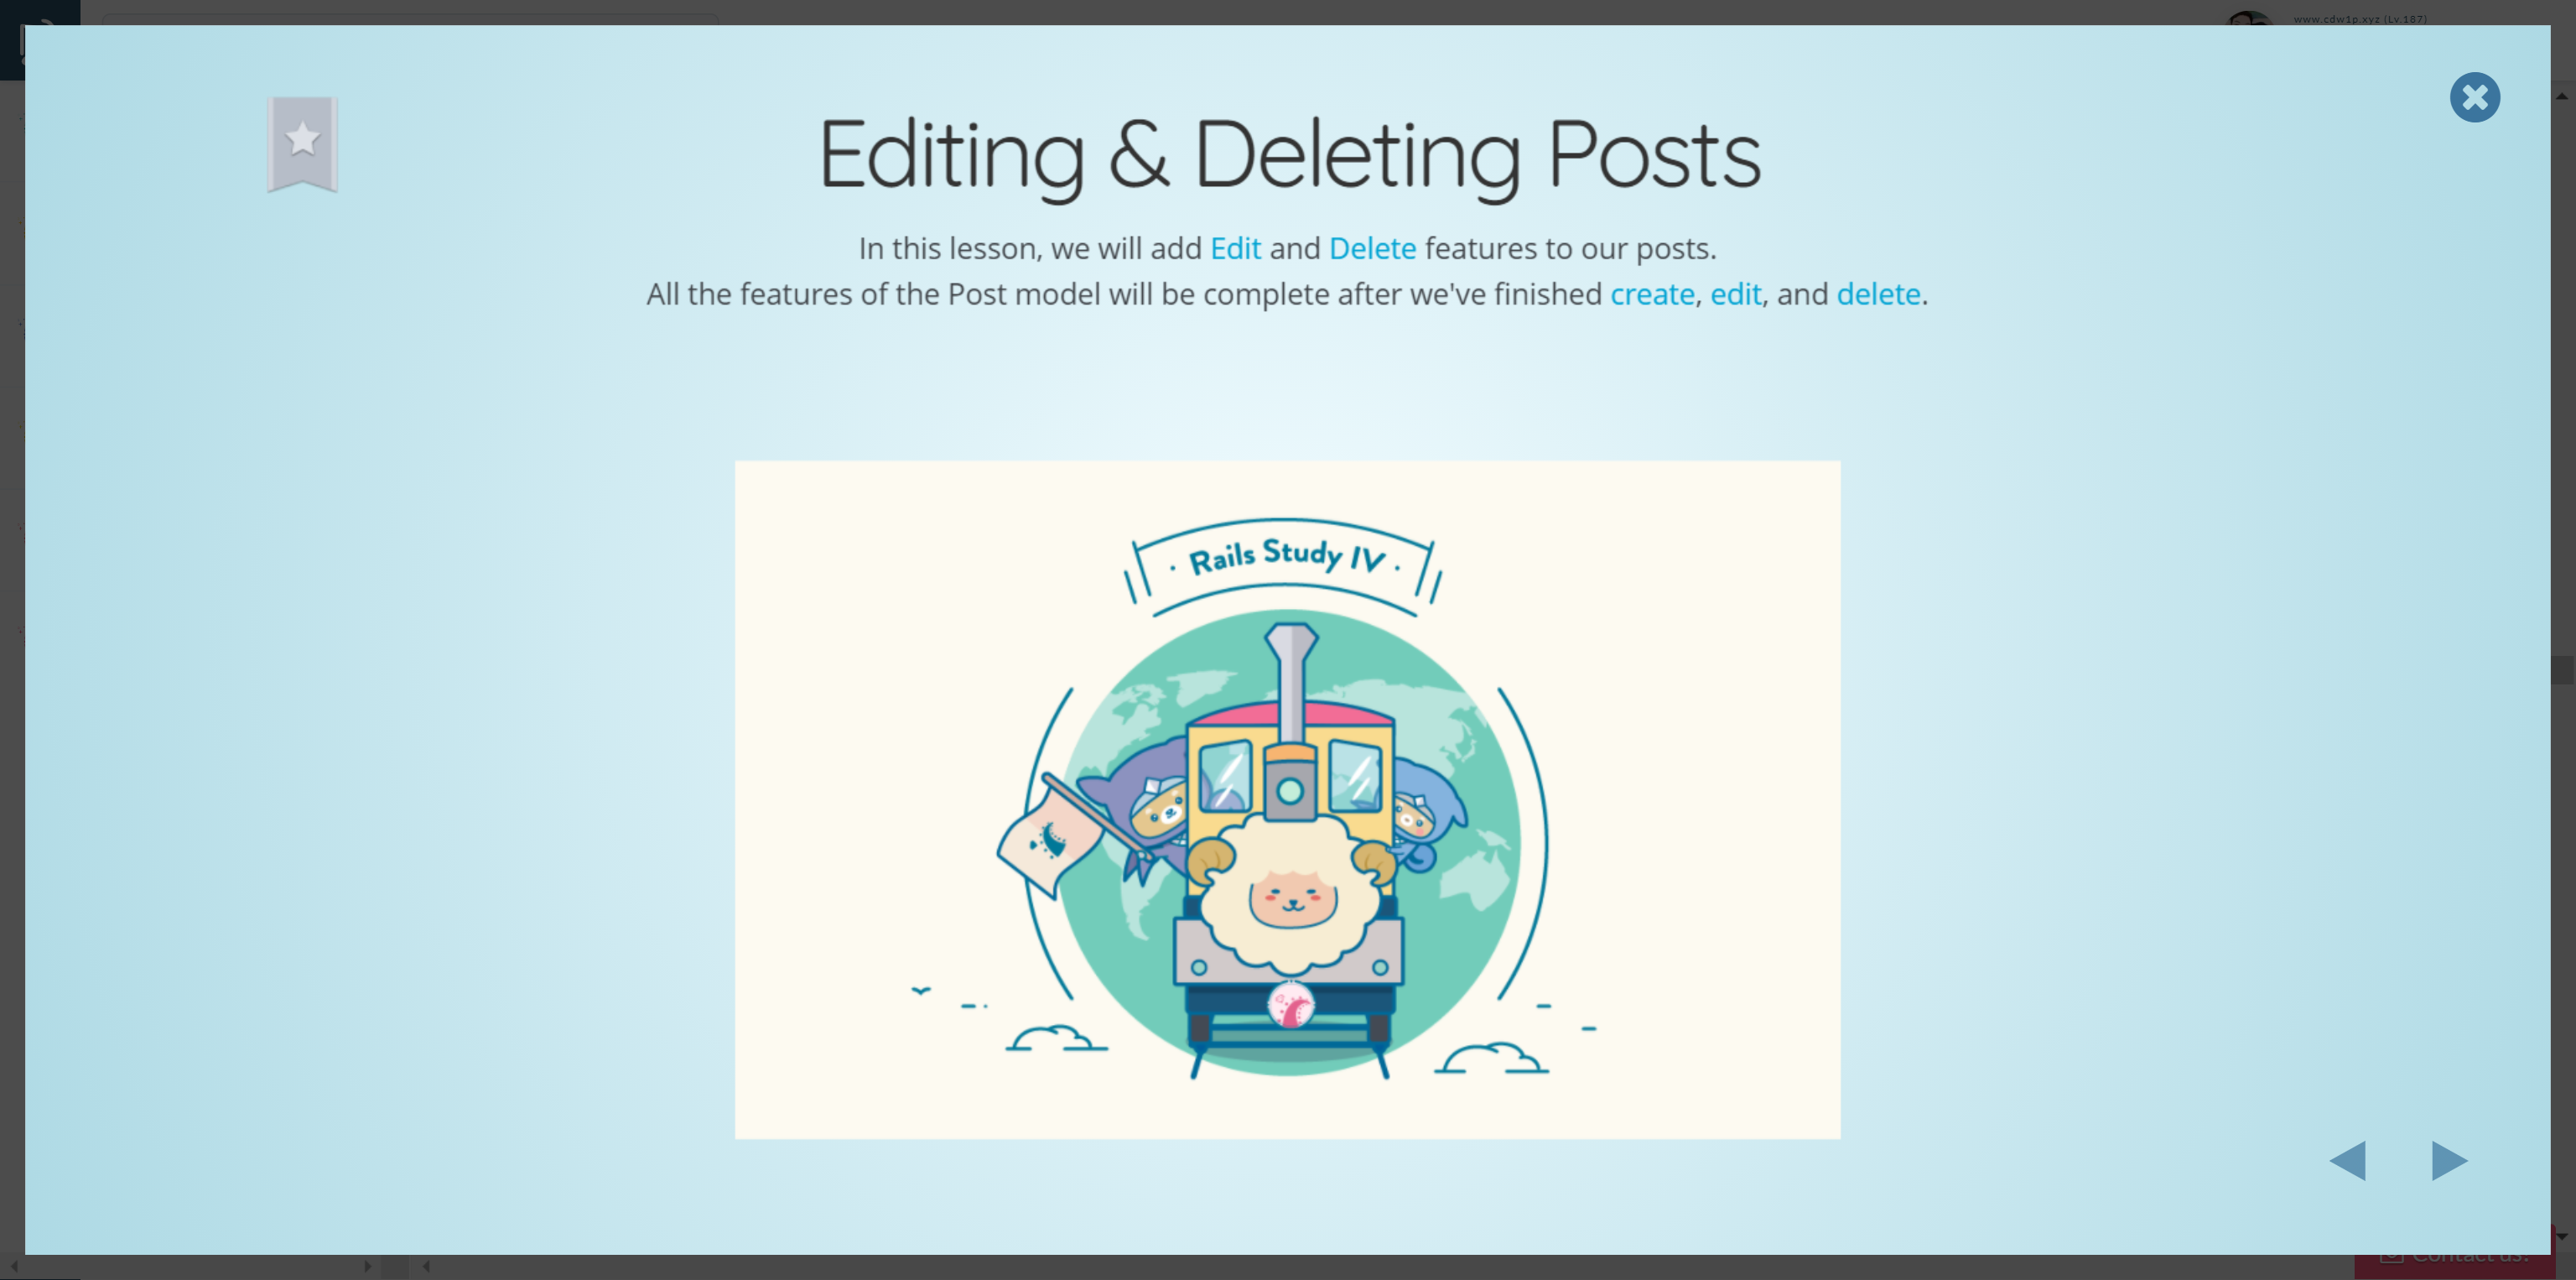 www.cdw1p.xyz (Lv.187)
Editing & Deleting Posts
In this lesson, we will add Edit and Delete features to our posts.
All the features of the Post model will be complete after we've finished create, edit, and delete.
· Rails Study IV ·
Contact us!